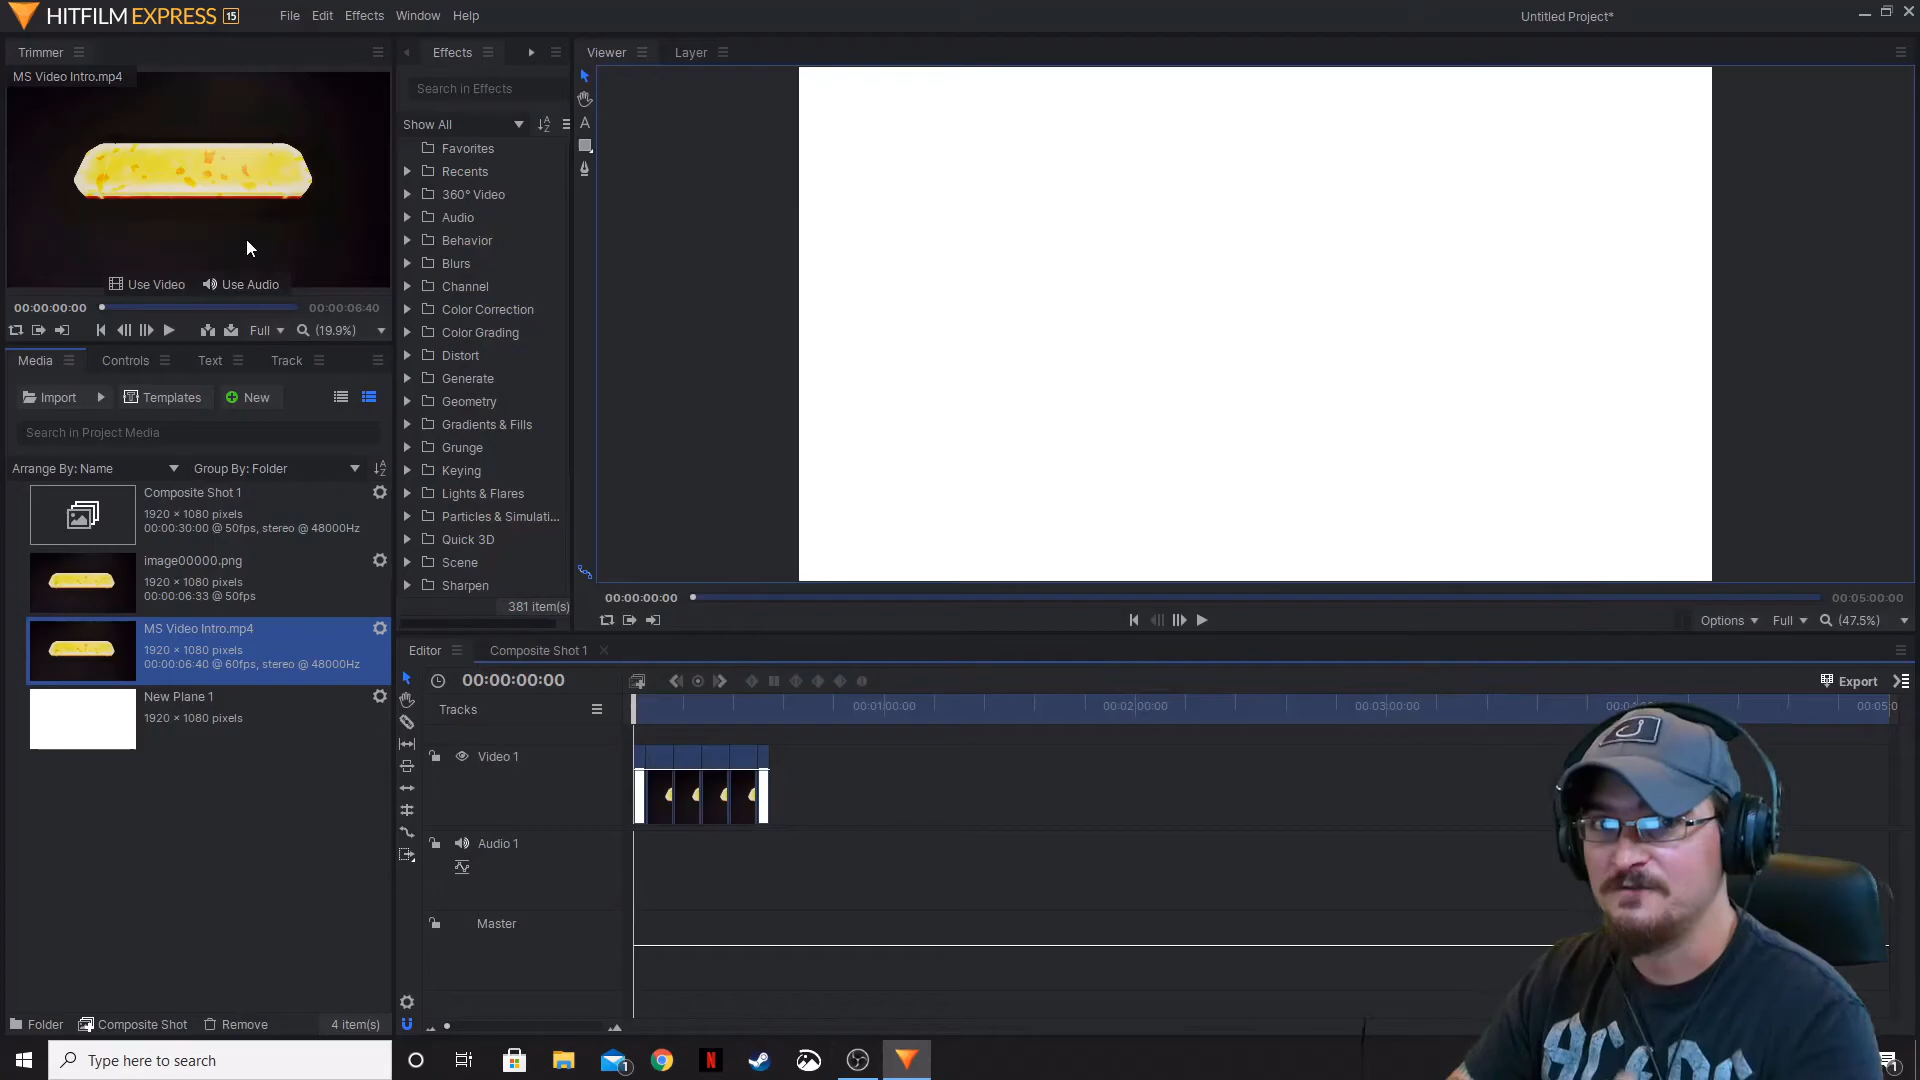 HITFILM EXPRESS 15
File Edit Effects Window Help
Untitled Project*
Trimmer
MS Video Intro.mp4
Use Video Use Audio
00:00:00:00 00:00:06:40
Full (19.9%)
Media Controls Text Track
Import Templates New
Search in Project Media
Arrange By: Name Group By: Folder
Composite Shot 1
1920 × 1080 pixels
00:00:30:00 @ 50fps, stereo @ 48000Hz
image00000.png
1920 × 1080 pixels
00:00:06:33 @ 50fps
MS Video Intro.mp4
1920 × 1080 pixels
00:00:06:40 @ 60fps, stereo @ 48000Hz
New Plane 1
1920 × 1080 pixels
Folder Composite Shot Remove 4 item(s)
Effects
Search in Effects
Show All
Favorites
Recents
360° Video
Audio
Behavior
Blurs
Channel
Color Correction
Color Grading
Distort
Generate
Geometry
Gradients & Fills
Grunge
Keying
Lights & Flares
Particles & Simulati...
Quick 3D
Scene
Sharpen
381 item(s)
Viewer Layer
A
00:00:00:00 00:05:00:00
Options Full (47.5%)
Editor Composite Shot 1
00:00:00:00
Export
Tracks
00:01:00:00 00:02:00:00 00:03:00:00 00:05:0
Video 1
Audio 1
Master
Type here to search
1
1